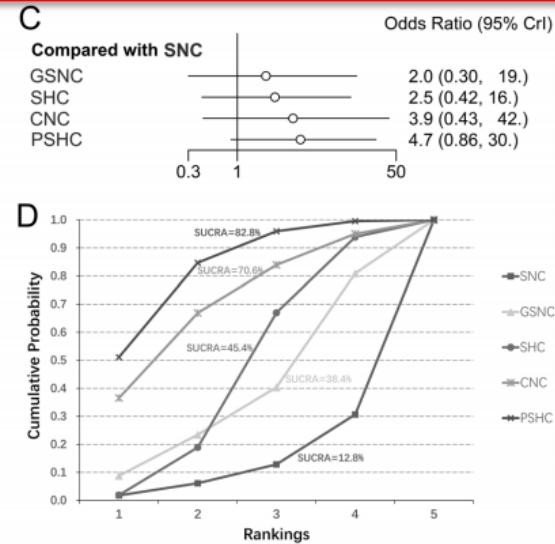 C
Odds Ratio (95% CrI)
Compared with SNC
GSNC 2.0 (0.30, 19.)
SHC 2.5 (0.42, 16.)
CNC 3.9 (0.43, 42.)
PSHC 4.7 (0.86, 30.)
0.3 1 50
D
Cumulative Probability
1.0
0.9
0.8
0.7
0.6
0.5
0.4
0.3
0.2
0.1
0.0
SUCRA=82.8%
SUCRA=70.6%
SUCRA=45.4%
SUCRA=38.4%
SUCRA=12.8%
1 2 3 4 5
Rankings
SNC
GSNC
SHC
CNC
PSHC